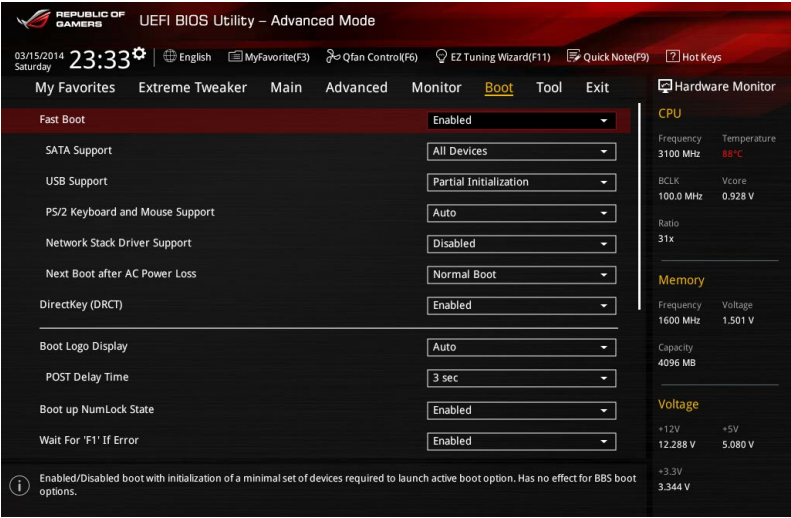 REPUBLIC OF
GAMERS
UEFI BIOS Utility – Advanced Mode
03/15/2014
Saturday
23:33
English
MyFavorite(F3)
Qfan Control(F6)
EZ Tuning Wizard(F11)
Quick Note(F9)
? Hot Keys
My Favorites
Extreme Tweaker
Main
Advanced
Monitor
Boot
Tool
Exit
Fast Boot Enabled
SATA Support All Devices
USB Support Partial Initialization
PS/2 Keyboard and Mouse Support Auto
Network Stack Driver Support Disabled
Next Boot after AC Power Loss Normal Boot
DirectKey (DRCT) Enabled
Boot Logo Display Auto
POST Delay Time 3 sec
Boot up NumLock State Enabled
Wait For 'F1' If Error Enabled
i
Enabled/Disabled boot with initialization of a minimal set of devices required to launch active boot option. Has no effect for BBS boot
options.
Hardware Monitor
CPU
Frequency Temperature
3100 MHz 88°C
BCLK Vcore
100.0 MHz 0.928 V
Ratio
31x
Memory
Frequency Voltage
1600 MHz 1.501 V
Capacity
4096 MB
Voltage
+12V +5V
12.288 V 5.080 V
+3.3V
3.344 V